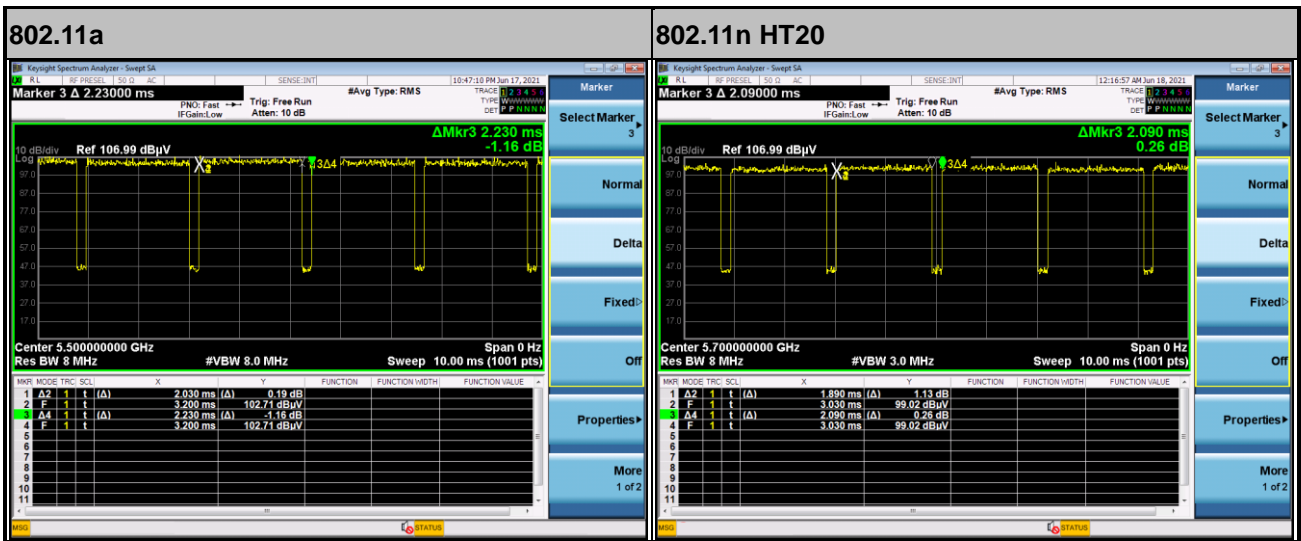 802.11a
802.11n HT20
Keysight Spectrum Analyzer - Swept SA
RL RF PRESEL 50 Ω AC SENSE:INT 10:47:10 PM Jun 17, 2021
Marker 3 Δ 2.23000 ms
#Avg Type: RMS
TRACE 1 2 3 4 5 6
PNO: Fast Trig: Free Run
TYPE WWWWWWW
IFGain:Low Atten: 10 dB
DET P P N N N N
ΔMkr3 2.230 ms
-1.16 dB
10 dB/div Ref 106.99 dBµV
Log
97.0
87.0
77.0
67.0
57.0
47.0
37.0
27.0
17.0
2
3Δ4
Center 5.500000000 GHz Span 0 Hz
Res BW 8 MHz #VBW 8.0 MHz Sweep 10.00 ms (1001 pts)
MKR MODE TRC SCL X Y FUNCTION FUNCTION WIDTH FUNCTION VALUE
1 Δ2 1 t (Δ) 2.030 ms (Δ) 0.19 dB
2 F 1 t 3.200 ms 102.71 dBµV
3 Δ4 1 t (Δ) 2.230 ms (Δ) -1.16 dB
4 F 1 t 3.200 ms 102.71 dBµV
5
6
7
8
9
10
11
MSG STATUS
Marker
Select Marker
3
Normal
Delta
Fixed
Off
Properties
More
1 of 2
Keysight Spectrum Analyzer - Swept SA
RL RF PRESEL 50 Ω AC SENSE:INT 12:16:57 AM Jun 18, 2021
Marker 3 Δ 2.09000 ms
#Avg Type: RMS
TRACE 1 2 3 4 5 6
PNO: Fast Trig: Free Run
TYPE WWWWWWW
IFGain:Low Atten: 10 dB
DET P P N N N N
ΔMkr3 2.090 ms
0.26 dB
10 dB/div Ref 106.99 dBµV
Log
97.0
87.0
77.0
67.0
57.0
47.0
37.0
27.0
17.0
2
3Δ4
Center 5.700000000 GHz Span 0 Hz
Res BW 8 MHz #VBW 3.0 MHz Sweep 10.00 ms (1001 pts)
MKR MODE TRC SCL X Y FUNCTION FUNCTION WIDTH FUNCTION VALUE
1 Δ2 1 t (Δ) 1.890 ms (Δ) 1.13 dB
2 F 1 t 3.030 ms 99.02 dBµV
3 Δ4 1 t (Δ) 2.090 ms (Δ) 0.26 dB
4 F 1 t 3.030 ms 99.02 dBµV
5
6
7
8
9
10
11
MSG STATUS
Marker
Select Marker
3
Normal
Delta
Fixed
Off
Properties
More
1 of 2